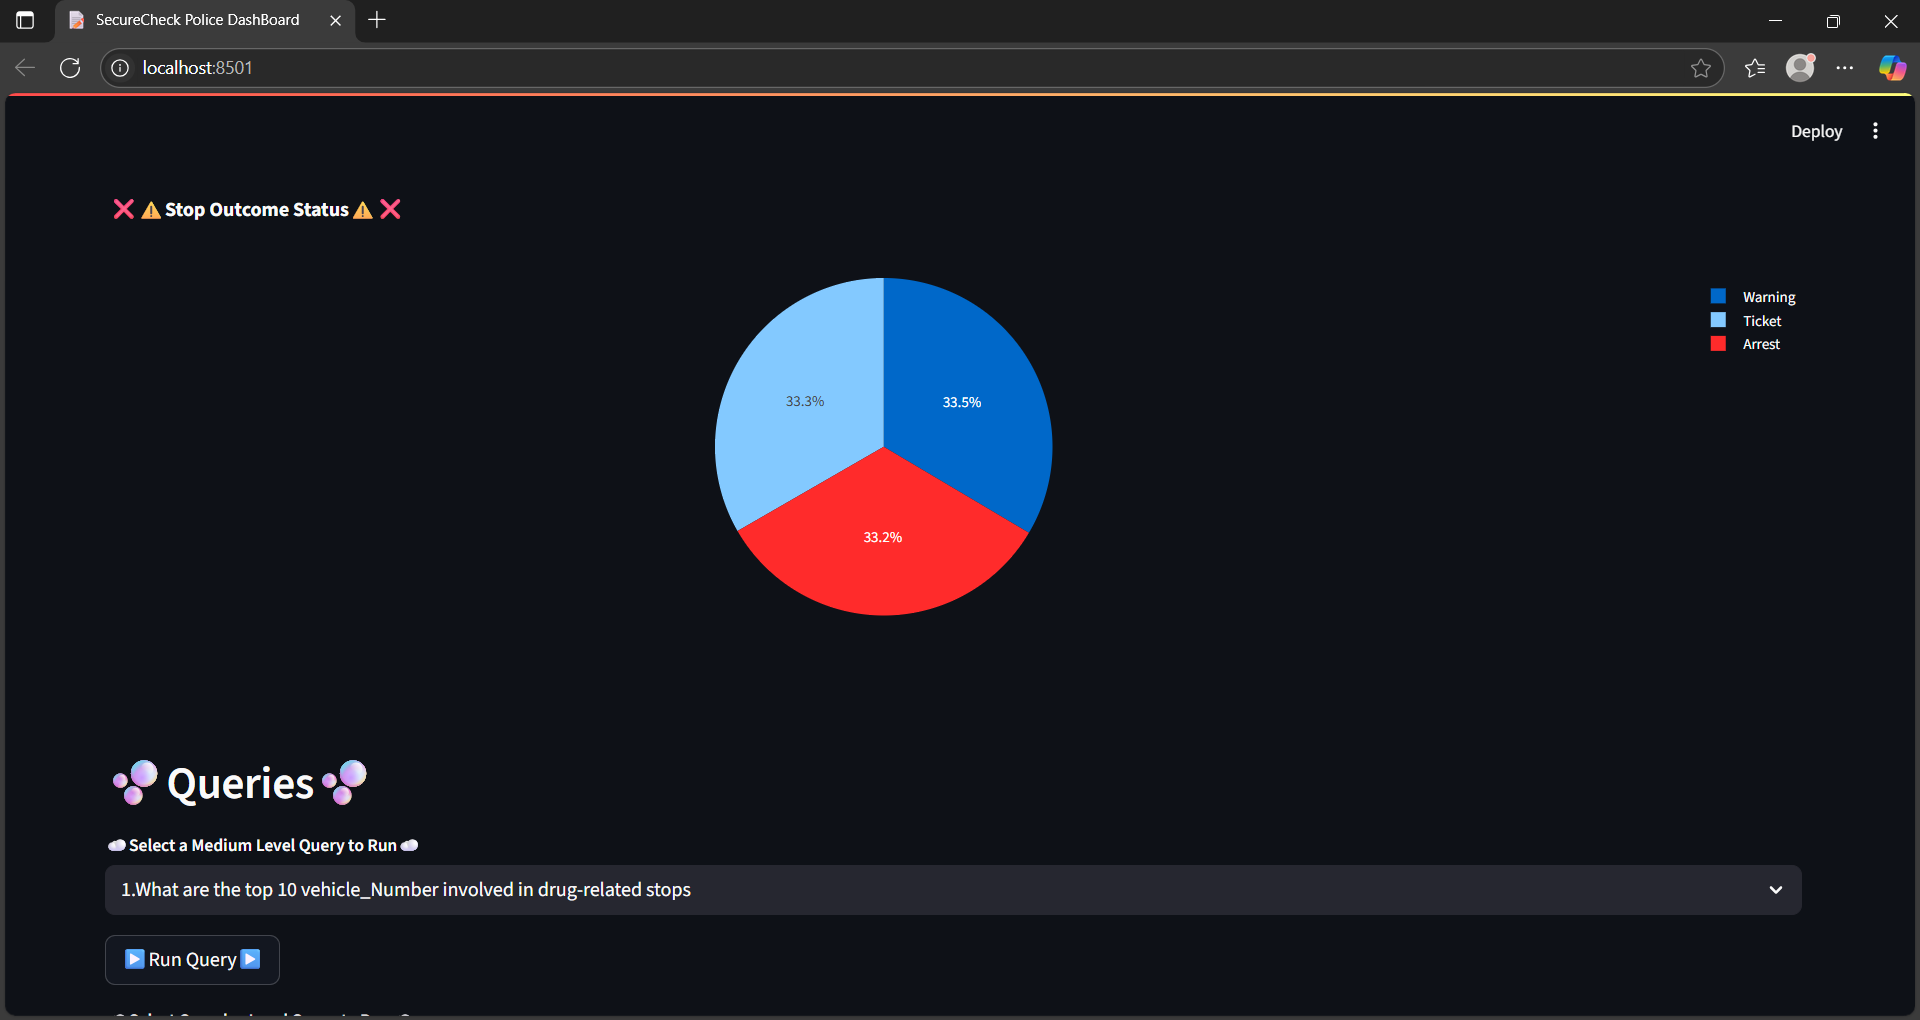 SecureCheck Police DashBoard
localhost:8501
Deploy
❌ ⚠️ Stop Outcome Status ⚠️ ❌
Warning
Ticket
Arrest
33.3%
33.5%
33.2%
🫧 Queries 🫧
☁️ Select a Medium Level Query to Run ☁️
1.What are the top 10 vehicle_Number involved in drug-related stops
▶️ Run Query ▶️